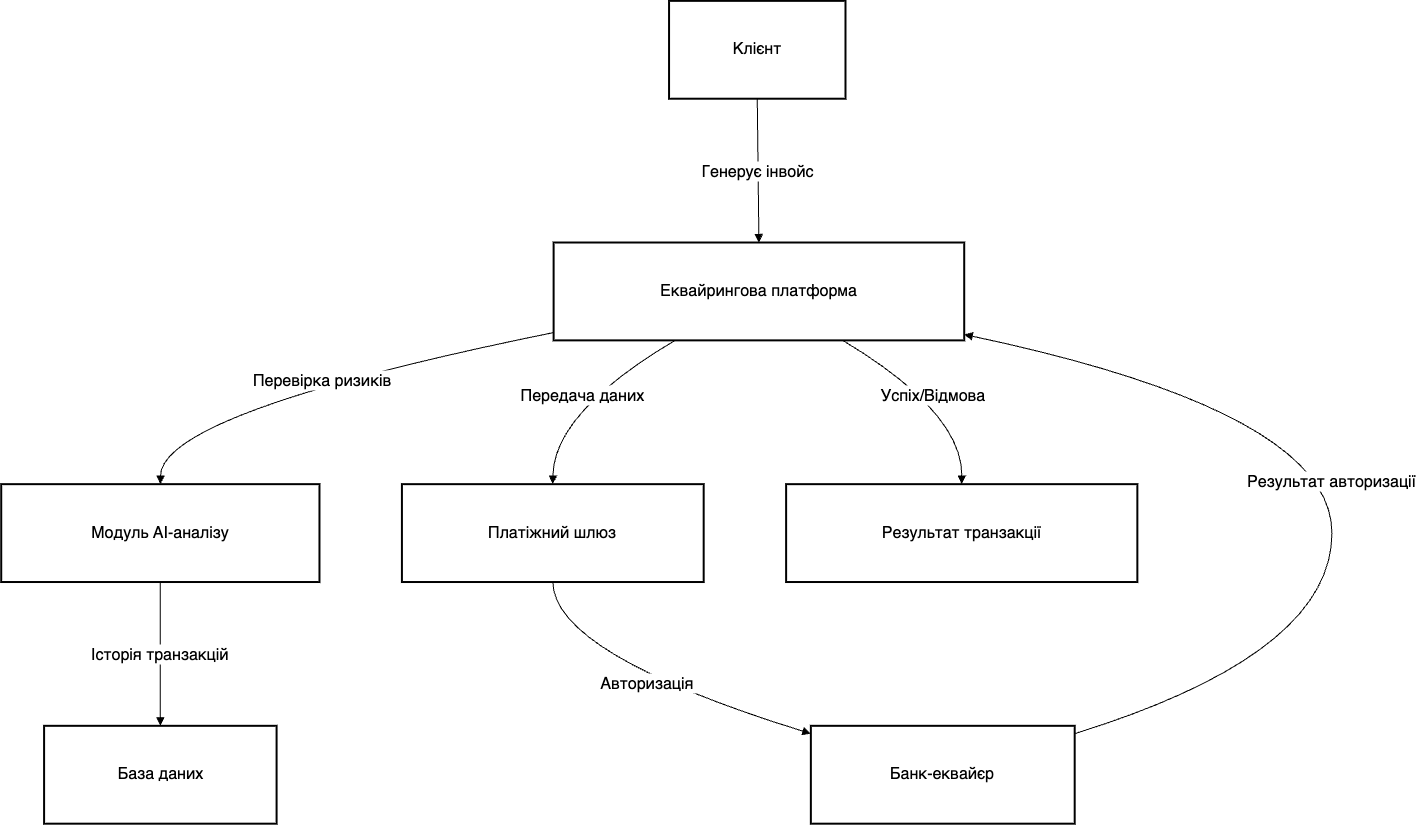 Клієнт
Генерує інвойс
Еквайрингова платформа
Перевірка ризиків
Передача даних
Успіх/Відмова
Результат авторизації
Модуль AI-аналізу
Платіжний шлюз
Результат транзакції
Історія транзакцій
Авторизація
База даних
Банк-еквайєр